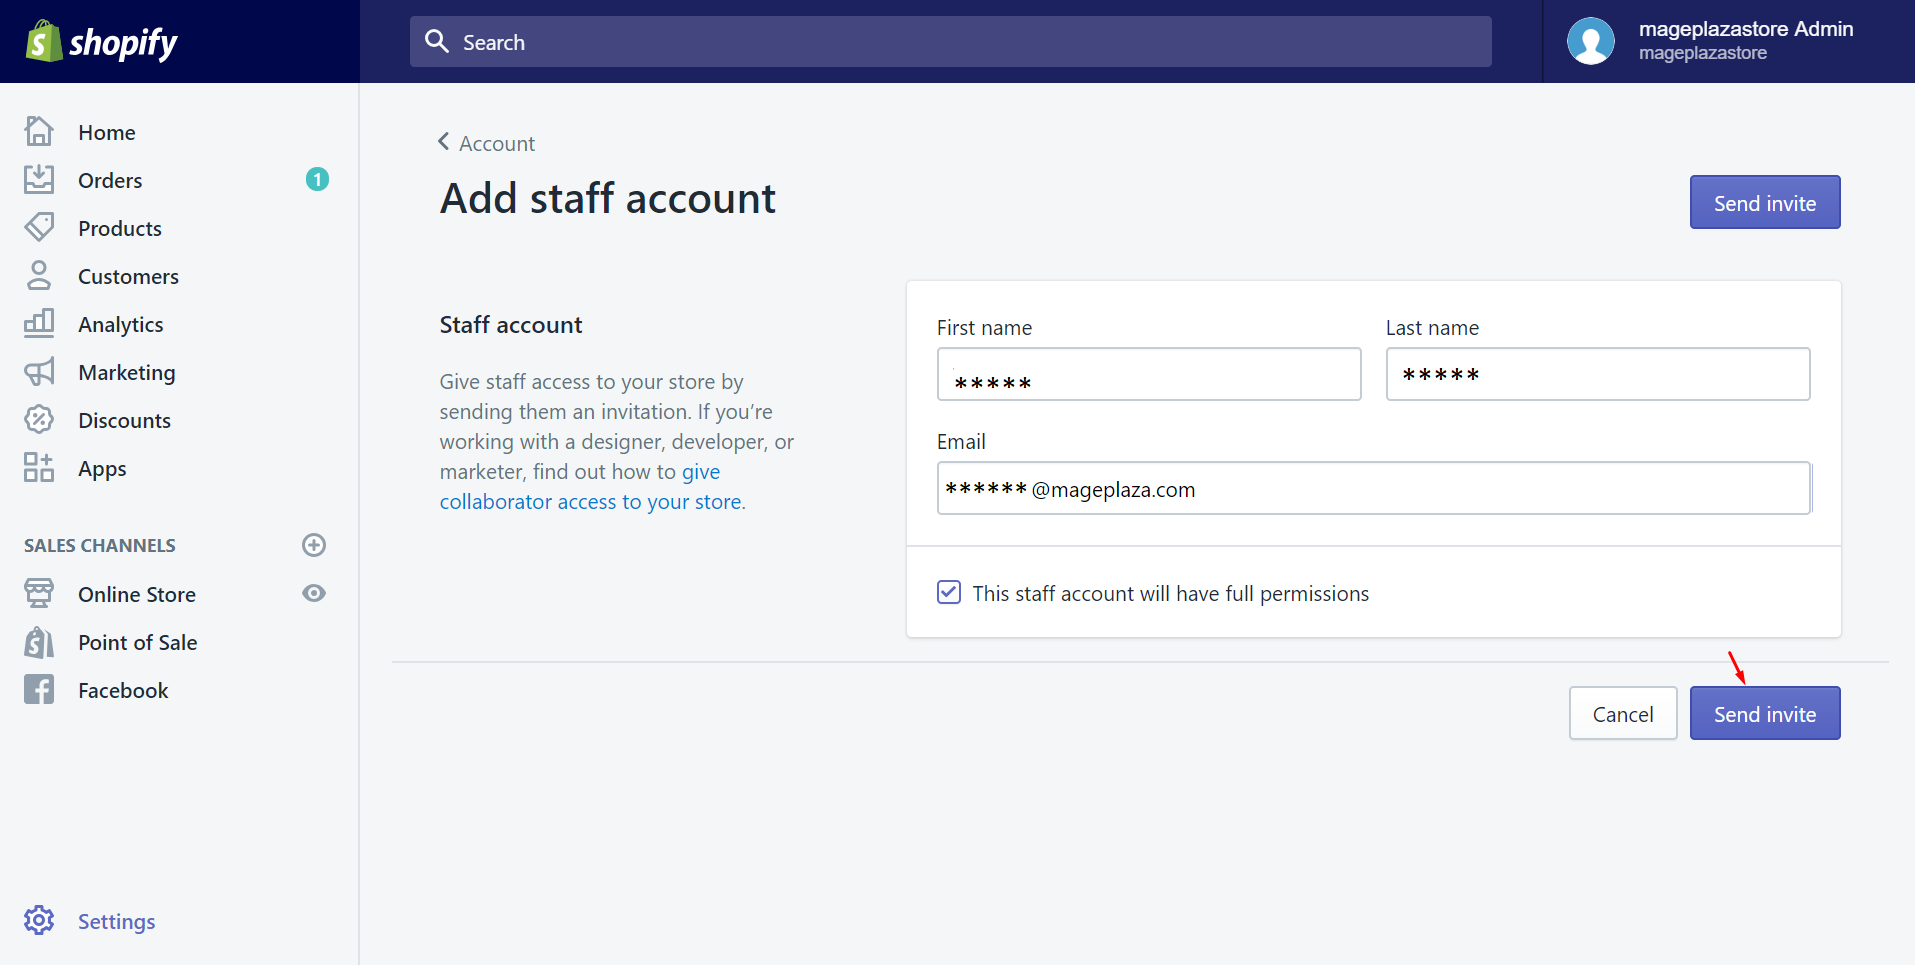 shopify
Search
mageplazastore Admin
mageplazastore
Home
Orders
1
Products
Customers
Analytics
Marketing
Discounts
Apps
SALES CHANNELS
Online Store
Point of Sale
Facebook
Settings
Account
Add staff account
Send invite
Staff account
Give staff access to your store by
sending them an invitation. If you’re
working with a designer, developer, or
marketer, find out how to give
collaborator access to your store.
First name
Last name
*****
*****
Email
******@mageplaza.com
This staff account will have full permissions
Cancel
Send invite